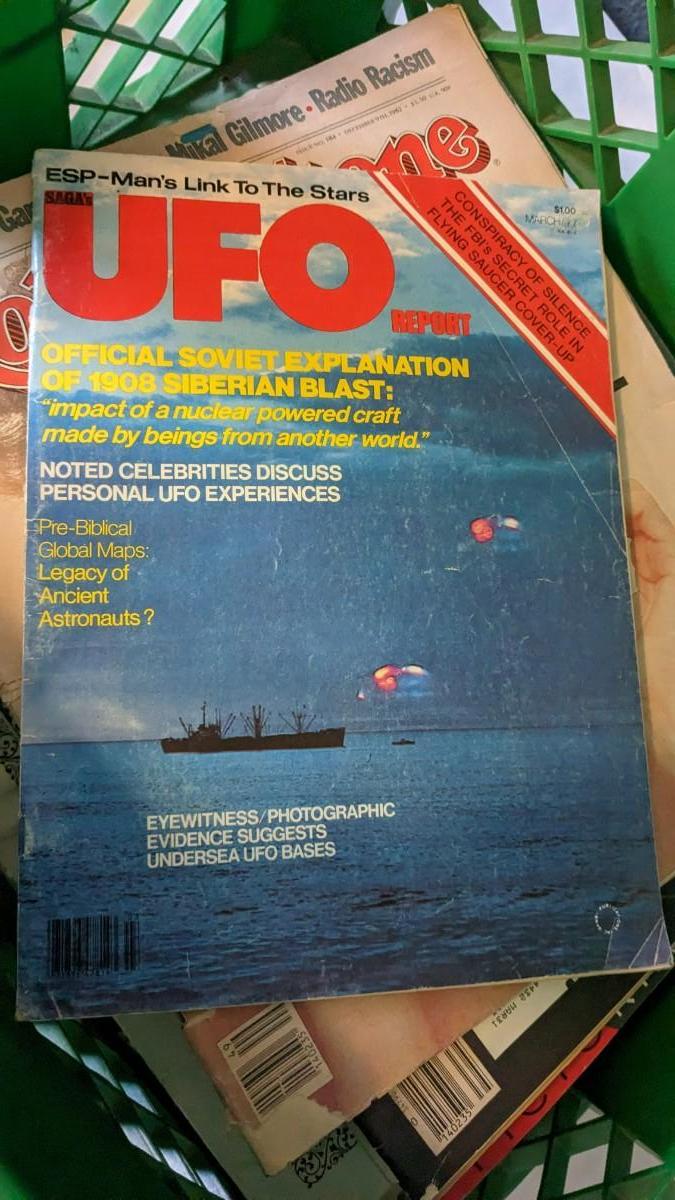 Mikal Gilmore • Radio Racism
ESP-Man's Link To The Stars
SAGA's
UFO
REPORT
$1.00
MARCH
CONSPIRACY OF SILENCE
THE FBI's SECRET ROLE IN
FLYING SAUCER COVER-UP
OFFICIAL SOVIET EXPLANATION
OF 1908 SIBERIAN BLAST:
"impact of a nuclear powered craft
made by beings from another world."
NOTED CELEBRITIES DISCUSS
PERSONAL UFO EXPERIENCES
Pre-Biblical
Global Maps:
Legacy of
Ancient
Astronauts?
EYEWITNESS/PHOTOGRAPHIC
EVIDENCE SUGGESTS
UNDERSEA UFO BASES